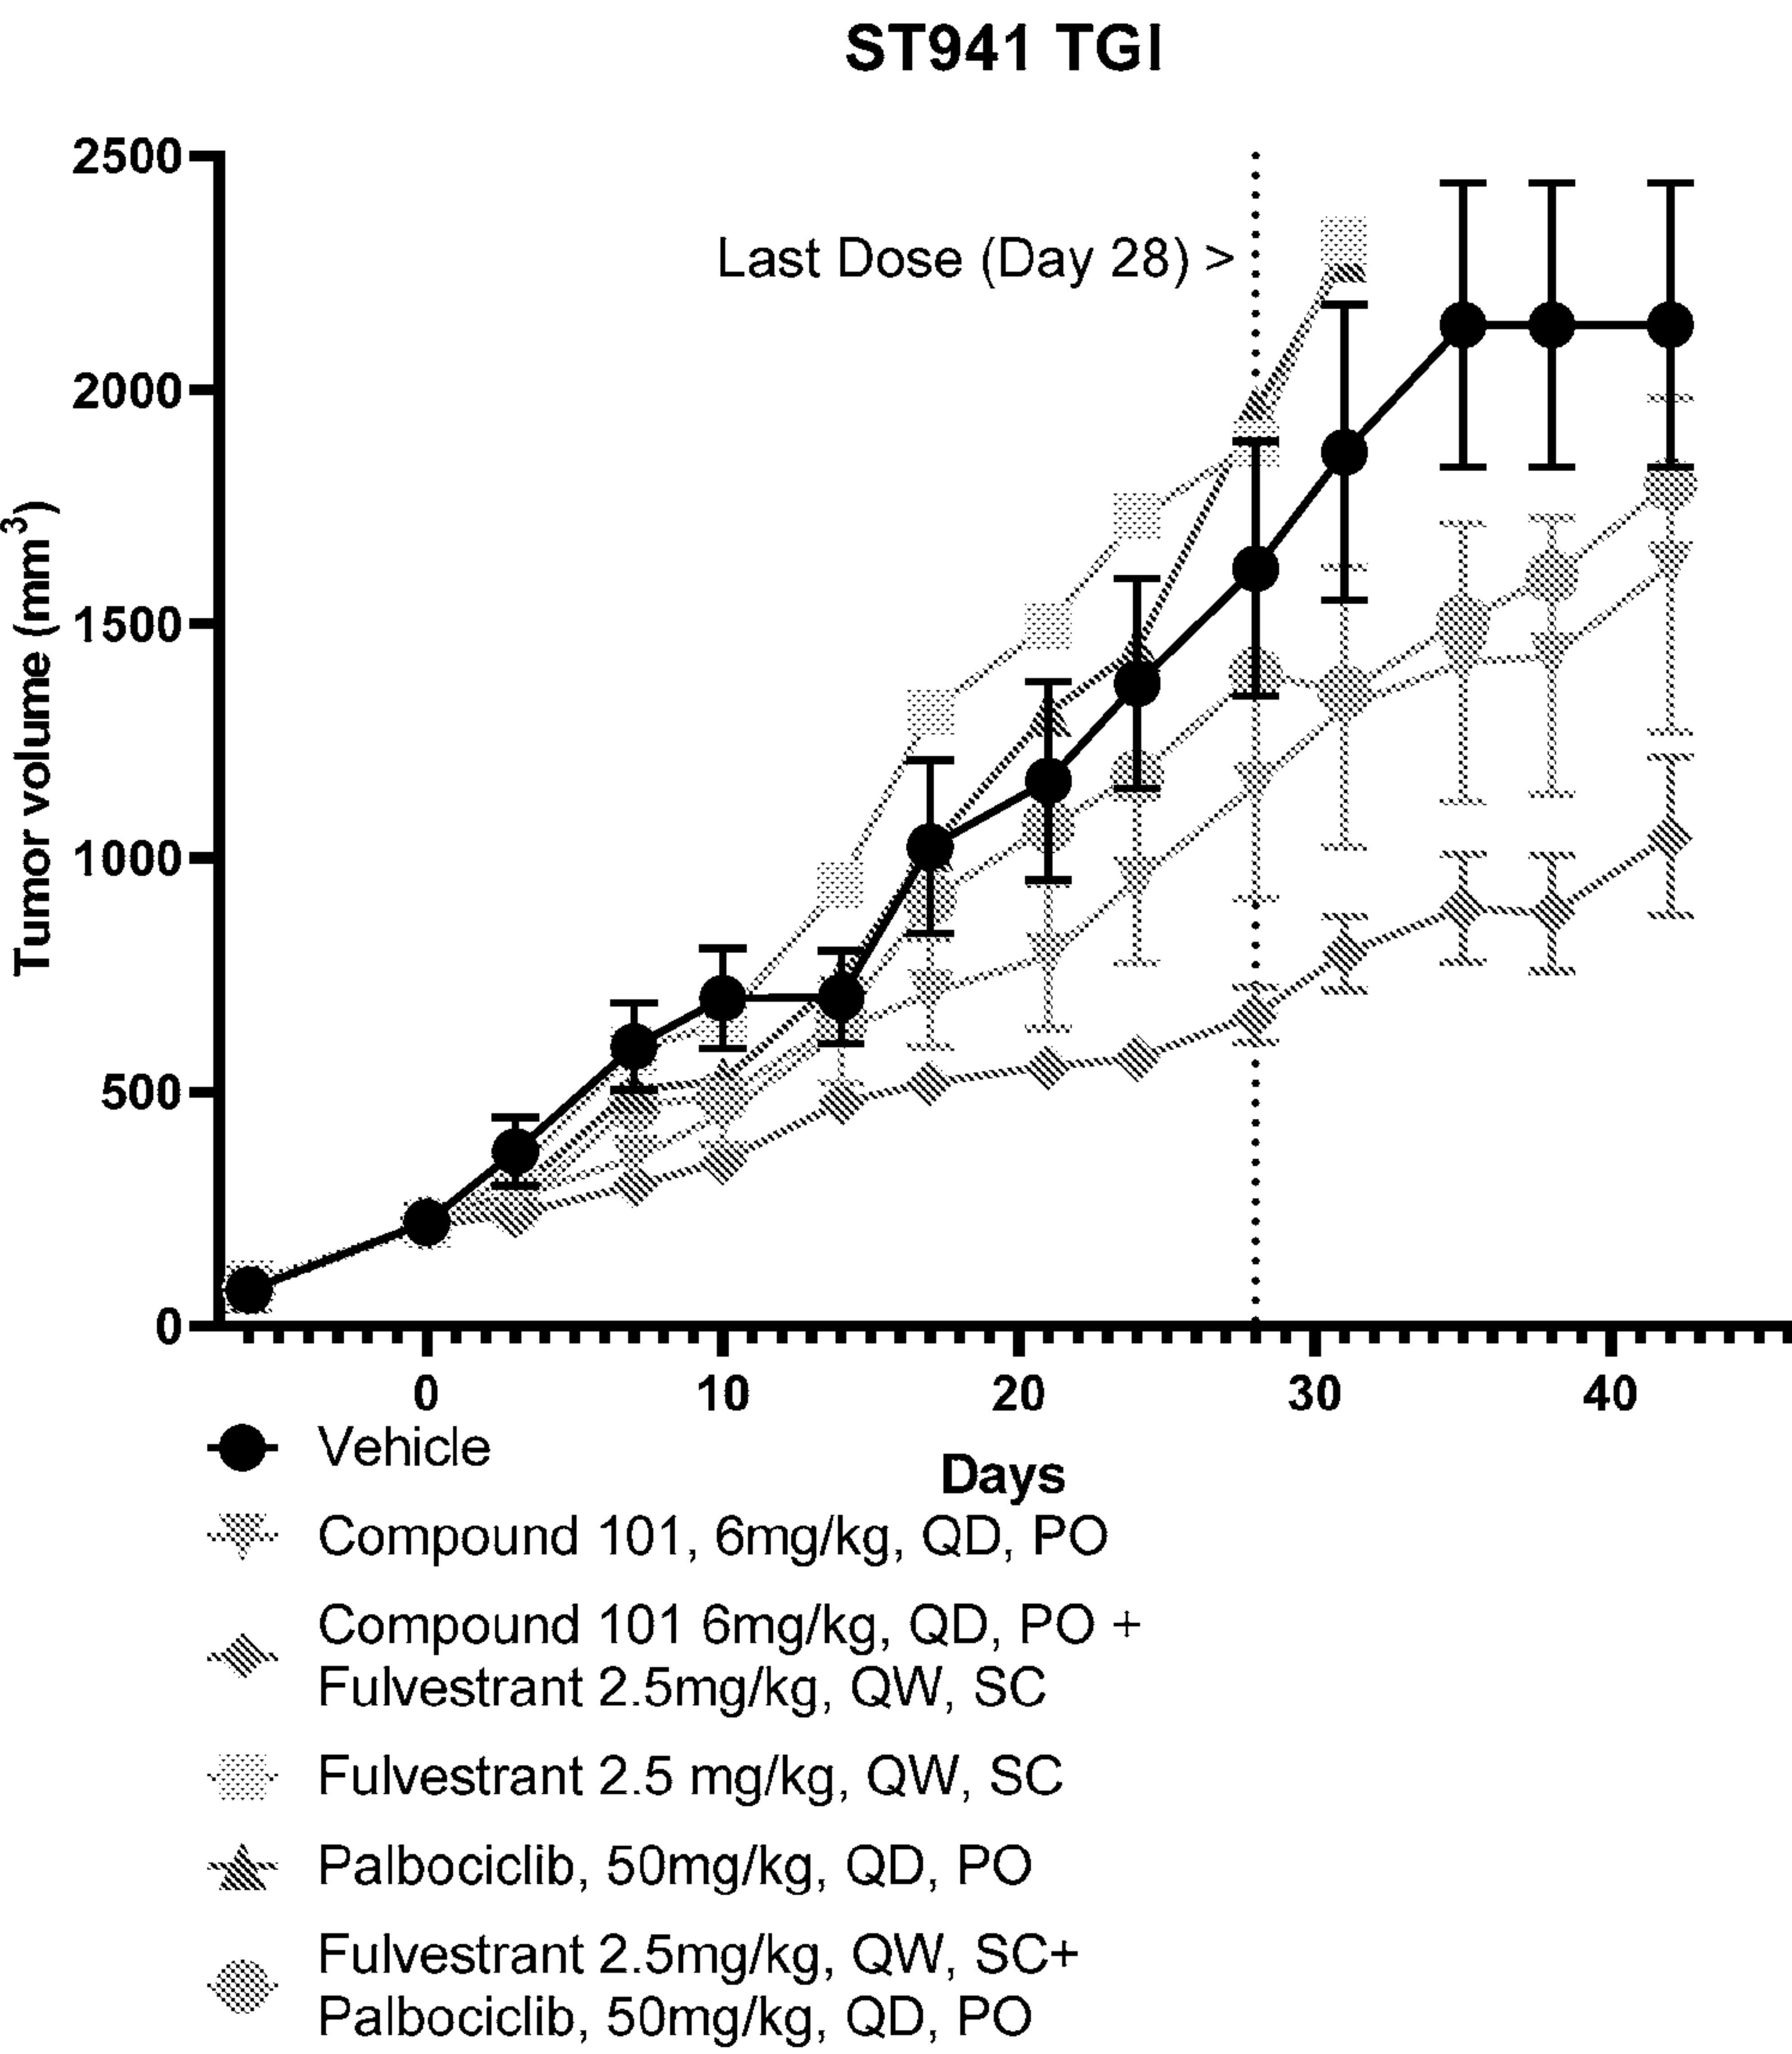 ST941 TGI
2500
2000
1500
1000
500
0
Tumor volume (mm³)
Last Dose (Day 28) >
0 10 20 30 40
Days
Vehicle
Compound 101, 6mg/kg, QD, PO
Compound 101 6mg/kg, QD, PO +
Fulvestrant 2.5mg/kg, QW, SC
Fulvestrant 2.5 mg/kg, QW, SC
Palbociclib, 50mg/kg, QD, PO
Fulvestrant 2.5mg/kg, QW, SC+
Palbociclib, 50mg/kg, QD, PO